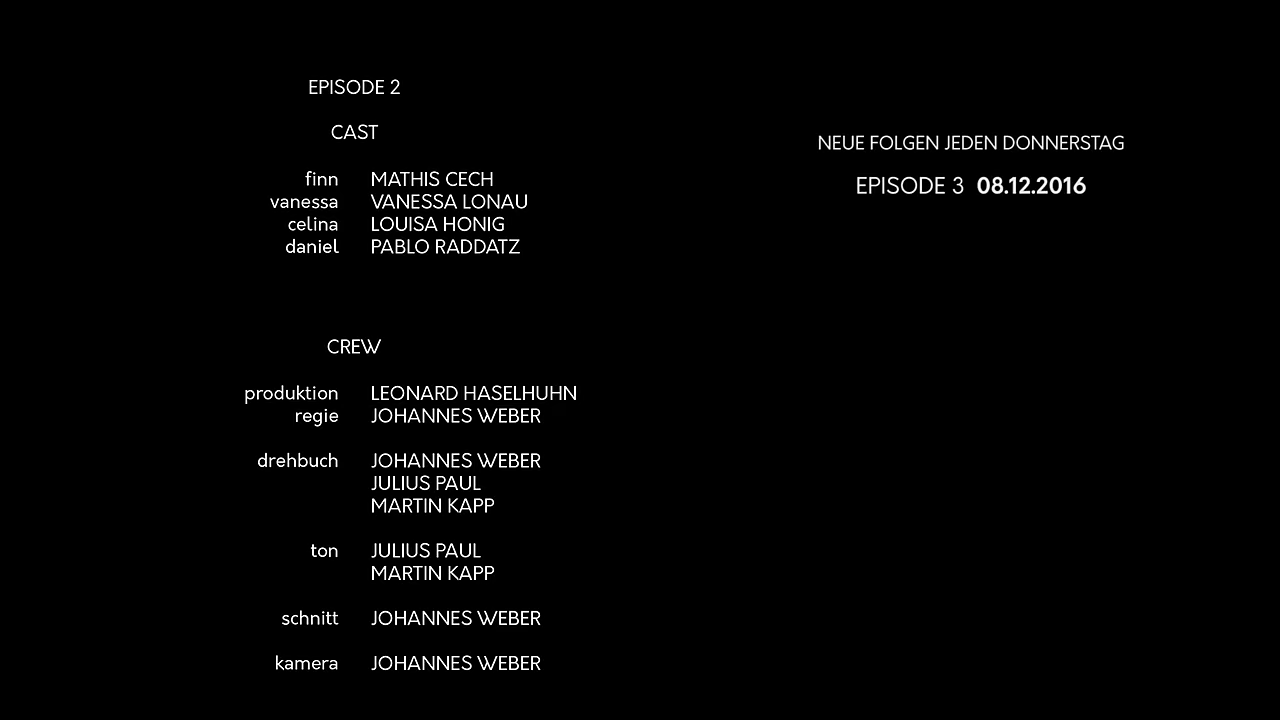 EPISODE 2
CAST
finn MATHIS CECH
vanessa VANESSA LONAU
celina LOUISA HONIG
daniel PABLO RADDATZ
CREW
produktion LEONARD HASELHUHN
regie JOHANNES WEBER
drehbuch JOHANNES WEBER
JULIUS PAUL
MARTIN KAPP
ton JULIUS PAUL
MARTIN KAPP
schnitt JOHANNES WEBER
kamera JOHANNES WEBER
NEUE FOLGEN JEDEN DONNERSTAG
EPISODE 3 08.12.2016